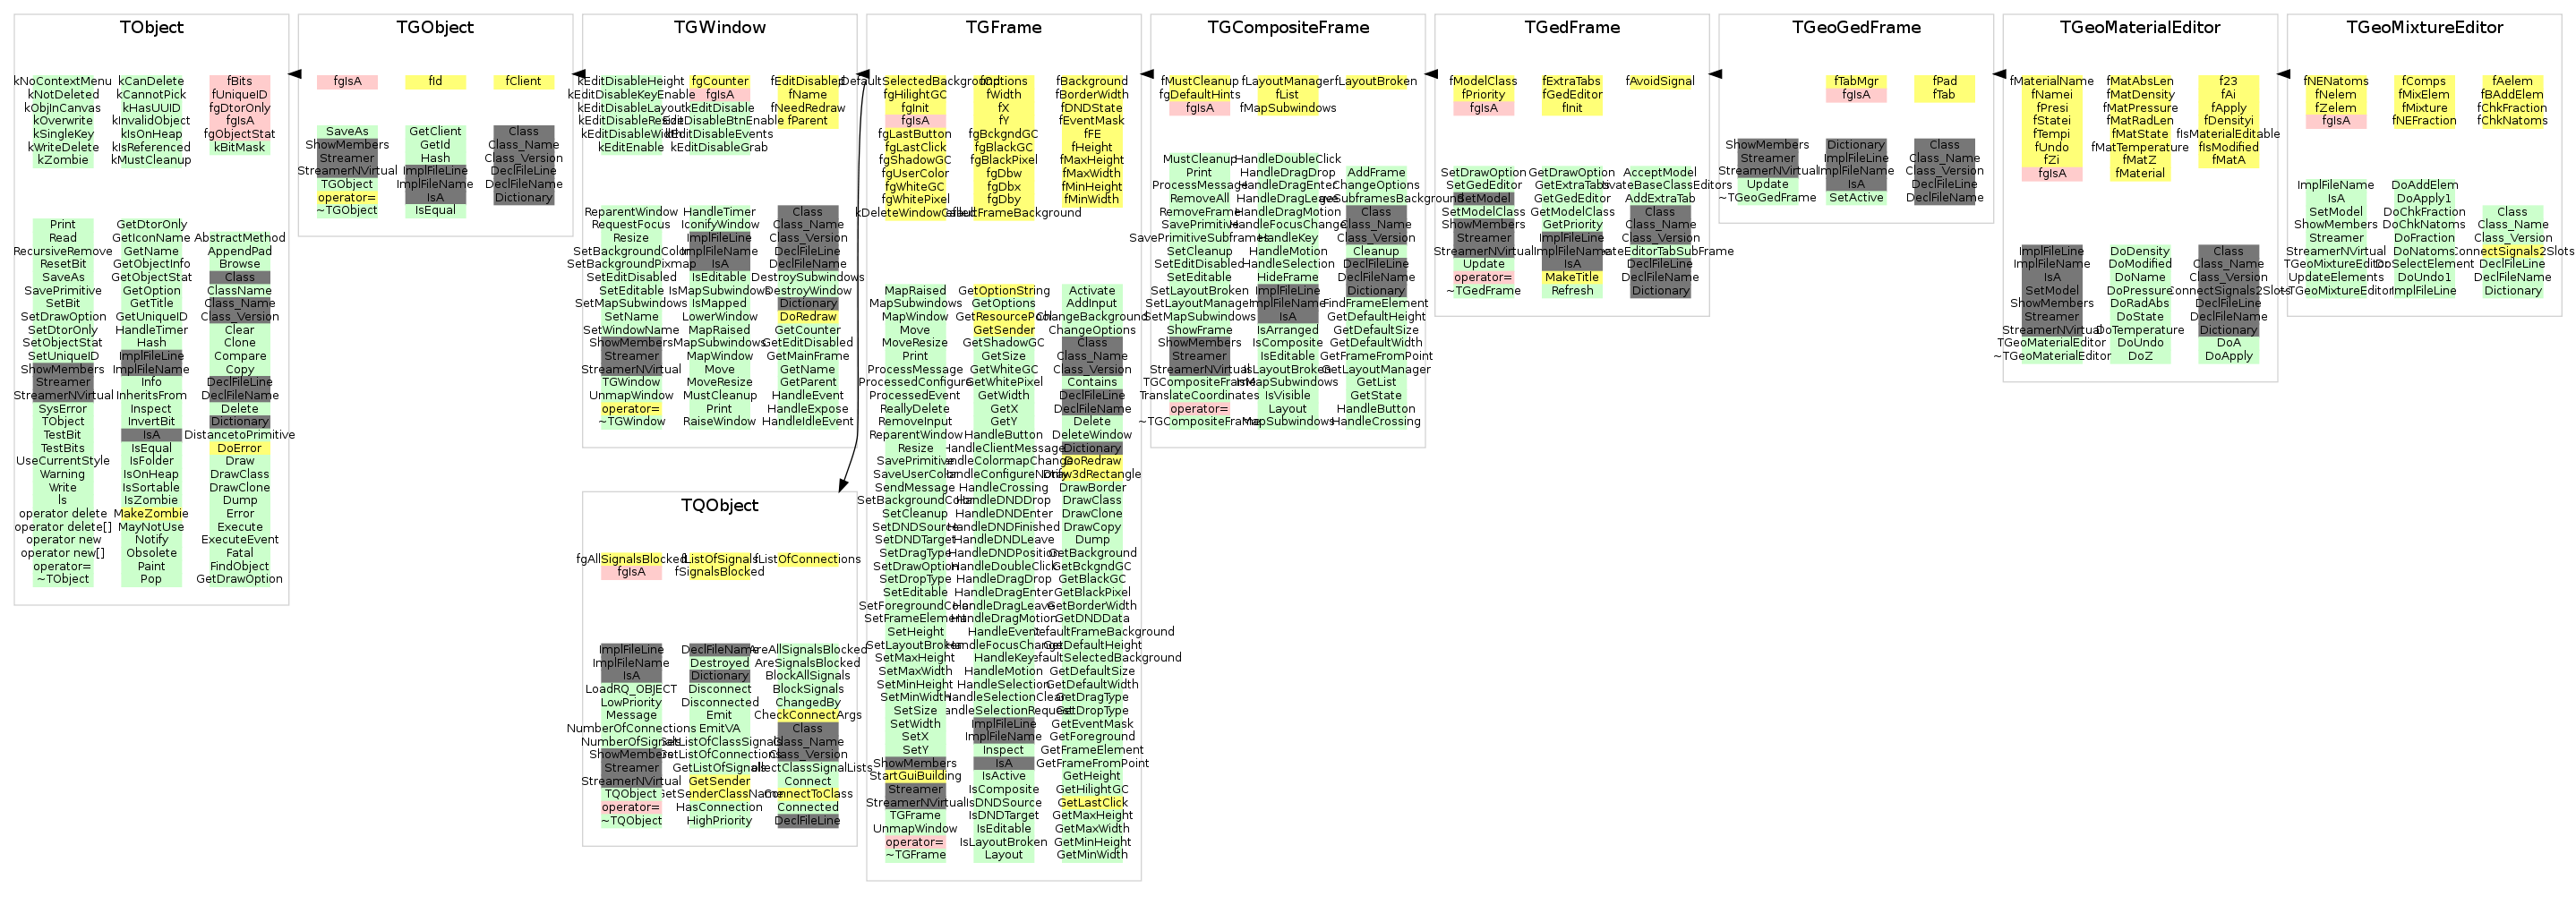 TObject
kNoContextMenu kCanDelete fBits
kNotDeleted kCannotPick fUniqueID
kObjInCanvas kHasUUID fgDtorOnly
kOverwrite kInvalidObject fgIsA
kSingleKey kIsOnHeap fgObjectStat
kWriteDelete kIsReferenced kBitMask
kZombie kMustCleanup
Print GetDtorOnly
Read GetIconName AbstractMethod
RecursiveRemove GetName AppendPad
ResetBit GetObjectInfo Browse
SaveAs GetObjectStat Class
SavePrimitive GetOption ClassName
SetBit GetTitle Class_Name
SetDrawOption GetUniqueID Class_Version
SetDtorOnly HandleTimer Clear
SetObjectStat Hash Clone
SetUniqueID ImplFileLine Compare
ShowMembers ImplFileName Copy
Streamer Info DeclFileLine
StreamerNVirtual InheritsFrom DeclFileName
SysError Inspect Delete
TObject InvertBit Dictionary
TestBit IsA DistancetoPrimitive
TestBits IsEqual DoError
UseCurrentStyle IsFolder Draw
Warning IsOnHeap DrawClass
Write IsSortable DrawClone
ls IsZombie Dump
operator delete MakeZombie Error
operator delete[] MayNotUse Execute
operator new Notify ExecuteEvent
operator new[] Obsolete Fatal
operator= Paint FindObject
~TObject Pop GetDrawOption
TGObject
fgIsA fId fClient
SaveAs GetClient Class
ShowMembers GetId Class_Name
Streamer Hash Class_Version
StreamerNVirtual ImplFileLine DeclFileLine
TGObject ImplFileName DeclFileName
operator= IsA Dictionary
~TGObject IsEqual
TGWindow
kEditDisableHeight fgCounter fEditDisabled
kEditDisableKeyEnable fgIsA fName
kEditDisableLayout kEditDisable fNeedRedraw
kEditDisableResize kEditDisableBtnEnable fParent
kEditDisableWidth kEditDisableEvents
kEditEnable kEditDisableGrab
ReparentWindow HandleTimer Class
RequestFocus IconifyWindow Class_Name
Resize ImplFileLine Class_Version
SetBackgroundColor ImplFileName DeclFileLine
SetBackgroundPixmap IsA DeclFileName
SetEditDisabled IsEditable DestroySubwindows
SetEditable IsMapSubwindows DestroyWindow
SetMapSubwindows IsMapped Dictionary
SetName LowerWindow DoRedraw
SetWindowName MapRaised GetCounter
ShowMembers MapSubwindows GetEditDisabled
Streamer MapWindow GetMainFrame
StreamerNVirtual Move GetName
TGWindow MoveResize GetParent
UnmapWindow MustCleanup HandleEvent
operator= Print HandleExpose
~TGWindow RaiseWindow HandleIdleEvent
TQObject
fgAllSignalsBlocked fListOfSignals fListOfConnections
fgIsA fSignalsBlocked
ImplFileLine DeclFileName AreAllSignalsBlocked
ImplFileName Destroyed AreSignalsBlocked
IsA Dictionary BlockAllSignals
LoadRQ_OBJECT Disconnect BlockSignals
LowPriority Disconnected ChangedBy
Message Emit CheckConnectArgs
NumberOfConnections EmitVA Class
NumberOfSignals GetListOfClassSignals Class_Name
ShowMembers GetListOfConnections Class_Version
Streamer GetListOfSignals CollectClassSignalLists
StreamerNVirtual GetSender Connect
TQObject GetSenderClassName ConnectToClass
operator= HasConnection Connected
~TQObject HighPriority DeclFileLine
TGFrame
fgDefaultSelectedBackground fOptions fBackground
fgHilightGC fWidth fBorderWidth
fgInit fX fDNDState
fgIsA fY fEventMask
fgLastButton fgBckgndGC fFE
fgLastClick fgBlackGC fHeight
fgShadowGC fgBlackPixel fMaxHeight
fgUserColor fgDbw fMaxWidth
fgWhiteGC fgDbx fMinHeight
fgWhitePixel fgDby fMinWidth
kDeleteWindowCalled fgDefaultFrameBackground
MapRaised GetOptionString Activate
MapSubwindows GetOptions AddInput
MapWindow GetResourcePool ChangeBackground
Move GetSender ChangeOptions
MoveResize GetShadowGC Class
Print GetSize Class_Name
ProcessMessage GetWhiteGC Class_Version
ProcessedConfigure GetWhitePixel Contains
ProcessedEvent GetWidth DeclFileLine
ReallyDelete GetX DeclFileName
RemoveInput GetY Delete
ReparentWindow HandleButton DeleteWindow
Resize HandleClientMessage Dictionary
SavePrimitive HandleColormapChange DoRedraw
SaveUserColor HandleConfigureNotify Draw3dRectangle
SendMessage HandleCrossing DrawBorder
SetBackgroundColor HandleDNDDrop DrawClass
SetCleanup HandleDNDEnter DrawClone
SetDNDSource HandleDNDFinished DrawCopy
SetDNDTarget HandleDNDLeave Dump
SetDragType HandleDNDPosition GetBackground
SetDrawOption HandleDoubleClick GetBckgndGC
SetDropType HandleDragDrop GetBlackGC
SetEditable HandleDragEnter GetBlackPixel
SetForegroundColor HandleDragLeave GetBorderWidth
SetFrameElement HandleDragMotion GetDNDData
SetHeight HandleEvent GetDefaultFrameBackground
SetLayoutBroken HandleFocusChange GetDefaultHeight
SetMaxHeight HandleKey GetDefaultSelectedBackground
SetMaxWidth HandleMotion GetDefaultSize
SetMinHeight HandleSelection GetDefaultWidth
SetMinWidth HandleSelectionClear GetDragType
SetSize HandleSelectionRequest GetDropType
SetWidth ImplFileLine GetEventMask
SetX ImplFileName GetForeground
SetY Inspect GetFrameElement
ShowMembers IsA GetFrameFromPoint
StartGuiBuilding IsActive GetHeight
Streamer IsComposite GetHilightGC
StreamerNVirtual IsDNDSource GetLastClick
TGFrame IsDNDTarget GetMaxHeight
UnmapWindow IsEditable GetMaxWidth
operator= IsLayoutBroken GetMinHeight
~TGFrame Layout GetMinWidth
TGCompositeFrame
fMustCleanup fLayoutManager fLayoutBroken
fgDefaultHints fList
fgIsA fMapSubwindows
MustCleanup HandleDoubleClick
Print HandleDragDrop AddFrame
ProcessMessage HandleDragEnter ChangeOptions
RemoveAll HandleDragLeave ChangeSubframesBackground
RemoveFrame HandleDragMotion Class
SavePrimitive HandleFocusChange Class_Name
SavePrimitiveSubframes HandleKey Class_Version
SetCleanup HandleMotion Cleanup
SetEditDisabled HandleSelection DeclFileLine
SetEditable HideFrame DeclFileName
SetLayoutBroken ImplFileLine Dictionary
SetLayoutManager ImplFileName FindFrameElement
SetMapSubwindows IsA GetDefaultHeight
ShowFrame IsArranged GetDefaultSize
ShowMembers IsComposite GetDefaultWidth
Streamer IsEditable GetFrameFromPoint
StreamerNVirtual IsLayoutBroken GetLayoutManager
TGCompositeFrame IsMapSubwindows GetList
TranslateCoordinates IsVisible GetState
operator= Layout HandleButton
~TGCompositeFrame MapSubwindows HandleCrossing
TGedFrame
fModelClass fExtraTabs fAvoidSignal
fPriority fGedEditor
fgIsA fInit
SetDrawOption GetDrawOption AcceptModel
SetGedEditor GetExtraTabs ActivateBaseClassEditors
SetModel GetGedEditor AddExtraTab
SetModelClass GetModelClass Class
ShowMembers GetPriority Class_Name
Streamer ImplFileLine Class_Version
StreamerNVirtual ImplFileName CreateEditorTabSubFrame
Update IsA DeclFileLine
operator= MakeTitle DeclFileName
~TGedFrame Refresh Dictionary
TGeoGedFrame
fTabMgr fPad
fgIsA fTab
ShowMembers Dictionary Class
Streamer ImplFileLine Class_Name
StreamerNVirtual ImplFileName Class_Version
Update IsA DeclFileLine
~TGeoGedFrame SetActive DeclFileName
TGeoMaterialEditor
fMaterialName fMatAbsLen f23
fNamei fMatDensity fAi
fPresi fMatPressure fApply
fStatei fMatRadLen fDensityi
fTempi fMatState fIsMaterialEditable
fUndo fMatTemperature fIsModified
fZi fMatZ fMatA
fgIsA fMaterial
ImplFileLine DoDensity Class
ImplFileName DoModified Class_Name
IsA DoName Class_Version
SetModel DoPressure ConnectSignals2Slots
ShowMembers DoRadAbs DeclFileLine
Streamer DoState DeclFileName
StreamerNVirtual DoTemperature Dictionary
TGeoMaterialEditor DoUndo DoA
~TGeoMaterialEditor DoZ DoApply
TGeoMixtureEditor
fNENatoms fComps fAelem
fNelem fMixElem fBAddElem
fZelem fMixture fChkFraction
fgIsA fNEFraction fChkNatoms
ImplFileName DoAddElem
IsA DoApply1
SetModel DoChkFraction Class
ShowMembers DoChkNatoms Class_Name
Streamer DoFraction Class_Version
StreamerNVirtual DoNatoms ConnectSignals2Slots
TGeoMixtureEditor DoSelectElement DeclFileLine
UpdateElements DoUndo1 DeclFileName
~TGeoMixtureEditor ImplFileLine Dictionary